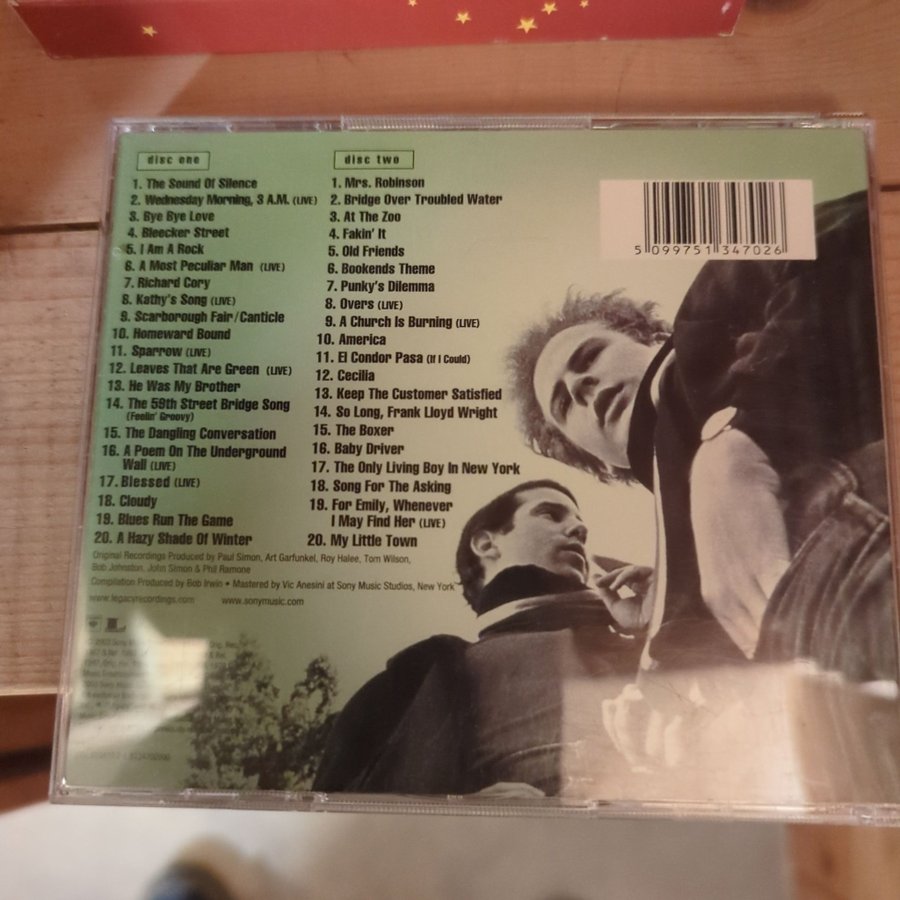 disc one
1. The Sound Of Silence
2. Wednesday Morning, 3 A.M. (LIVE)
3. Bye Bye Love
4. Bleecker Street
5. I Am A Rock
6. A Most Peculiar Man (LIVE)
7. Richard Cory
8. Kathy's Song (LIVE)
9. Scarborough Fair/Canticle
10. Homeward Bound
11. Sparrow (LIVE)
12. Leaves That Are Green (LIVE)
13. He Was My Brother
14. The 59th Street Bridge Song
(Feelin' Groovy)
15. The Dangling Conversation
16. A Poem On The Underground
Wall (LIVE)
17. Blessed (LIVE)
18. Cloudy
19. Blues Run The Game
20. A Hazy Shade Of Winter
disc two
1. Mrs. Robinson
2. Bridge Over Troubled Water
3. At The Zoo
4. Fakin' It
5. Old Friends
6. Bookends Theme
7. Punky's Dilemma
8. Overs (LIVE)
9. A Church Is Burning (LIVE)
10. America
11. El Condor Pasa (If I Could)
12. Cecilia
13. Keep The Customer Satisfied
14. So Long, Frank Lloyd Wright
15. The Boxer
16. Baby Driver
17. The Only Living Boy In New York
18. Song For The Asking
19. For Emily, Whenever
I May Find Her (LIVE)
20. My Little Town
5 099751 347026
Original Recordings Produced by Paul Simon, Art Garfunkel, Roy Halee, Tom Wilson,
Bob Johnston, John Simon & Phil Ramone
Compilation Produced by Bob Irwin • Mastered by Vic Anesini at Sony Music Studios, New York
www.legacyrecordings.com www.sonymusic.com